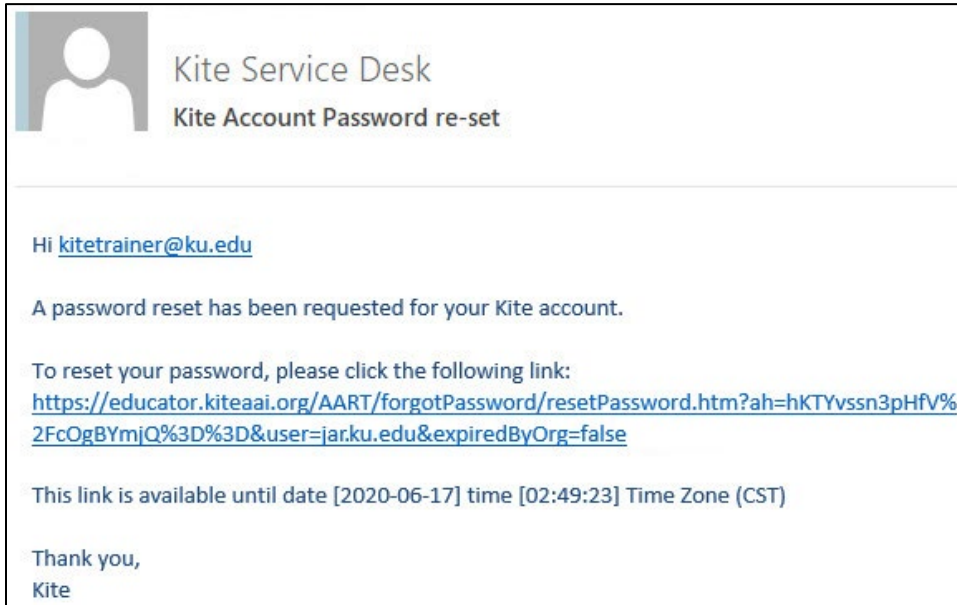 Kite Service Desk
Kite Account Password re-set
Hi kitetrainer@ku.edu
A password reset has been requested for your Kite account.
To reset your password, please click the following link:
https://educator.kiteaai.org/AART/forgotPassword/resetPassword.htm?ah=hKTYvssn3pHfV%
2FcOgBYmjQ%3D%3D&user=jar.ku.edu&expiredByOrg=false
This link is available until date [2020-06-17] time [02:49:23] Time Zone (CST)
Thank you,
Kite